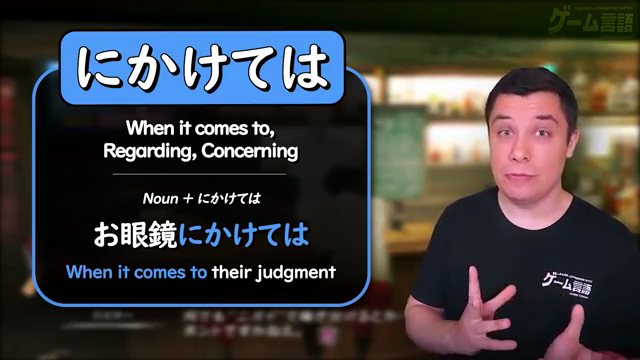 ゲーム言語
にかけては
When it comes to,
Regarding, Concerning
Noun + にかけては
お眼鏡にかけては
When it comes to their judgment
ゲーム言語